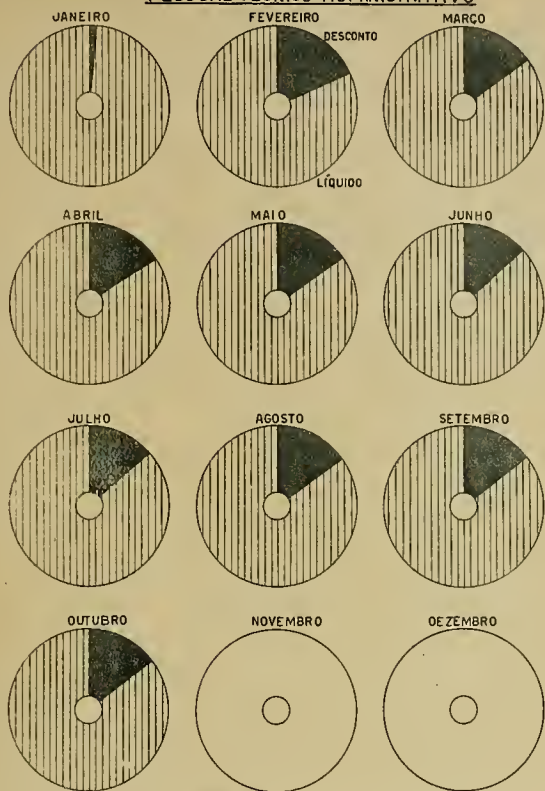 JANEIRO FEVEREIRO MARÇO
DESCONTO
LÍQUIDO
ABRIL MAIO JUNHO
JULHO AGOSTO SETEMBRO
OUTUBRO NOVEMBRO DEZEMBRO